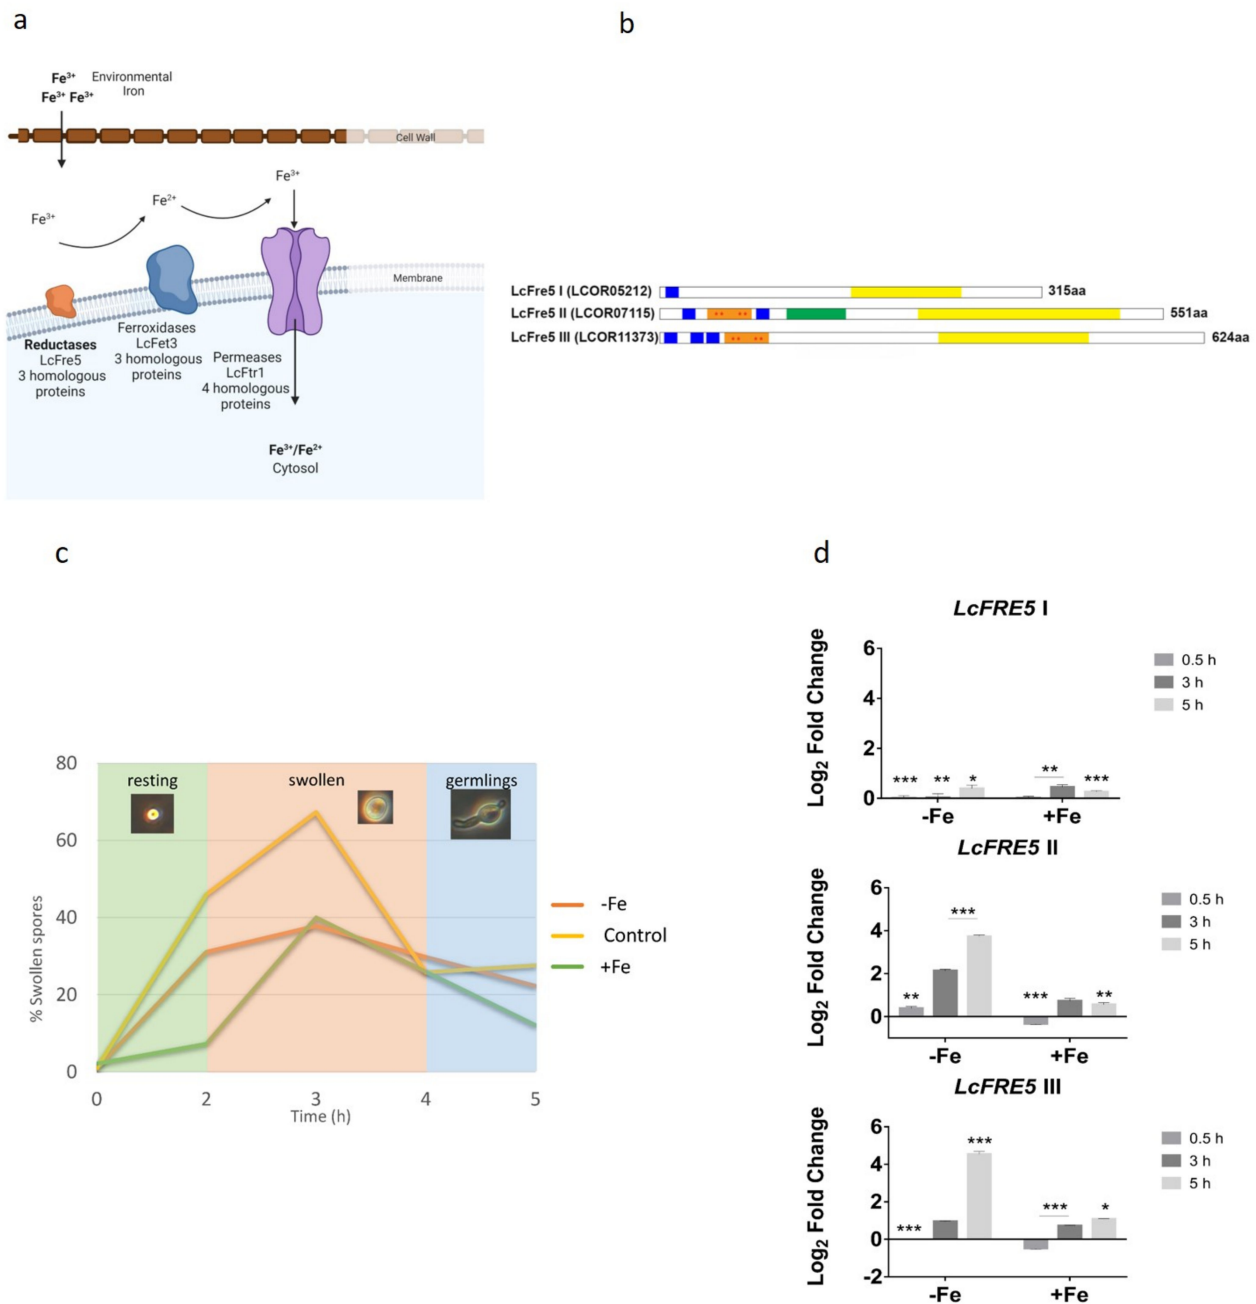 a
Fe³⁺
Environmental
Iron
Fe³⁺ Fe³⁺
Cell Wall
Fe³⁺
Fe²⁺
Fe³⁺
Membrane
Reductases
LcFre5
3 homologous
proteins
Ferroxidases
LcFet3
3 homologous
proteins
Permeases
LcFtr1
4 homologous
proteins
Fe³⁺/Fe²⁺
Cytosol
b
LcFre5 I (LCOR05212)
315aa
LcFre5 II (LCOR07115)
** **
551aa
LcFre5 III (LCOR11373)
** **
624aa
c
80
60
40
20
0
% Swollen spores
resting
swollen
germlings
0 2 3 4 5
Time (h)
-Fe
Control
+Fe
d
LcFRE5 I
Log₂ Fold Change
6
4
2
0
*** ** * ** ***
-Fe +Fe
0.5 h
3 h
5 h
LcFRE5 II
Log₂ Fold Change
6
4
2
0
** *** *** **
-Fe +Fe
0.5 h
3 h
5 h
LcFRE5 III
Log₂ Fold Change
6
4
2
0
-2
*** *** *** *
-Fe +Fe
0.5 h
3 h
5 h